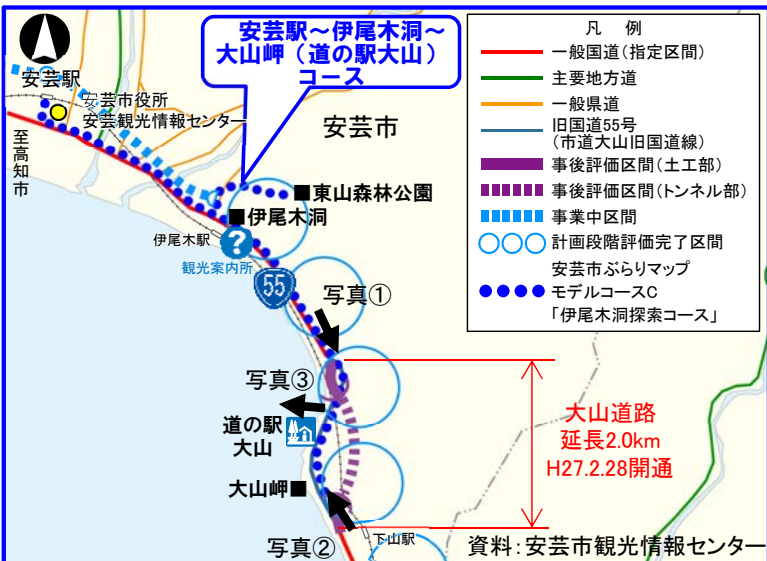 安芸駅～伊尾木洞～
大山岬（道の駅大山）
コース
安芸駅
安芸市役所
安芸観光情報センター
至高知市
安芸市
■東山森林公園
■伊尾木洞
伊尾木駅
?
観光案内所
55
写真①
写真③
道の駅
大山
大山岬■
写真②
下山駅
大山道路
延長2.0km
H27.2.28開通
凡 例
一般国道(指定区間)
主要地方道
一般県道
旧国道55号
(市道大山旧国道線)
事後評価区間(土工部)
事後評価区間(トンネル部)
事業中区間
計画段階評価完了区間
安芸市ぶらりマップ
モデルコースC
「伊尾木洞探索コース」
資料:安芸市観光情報センター